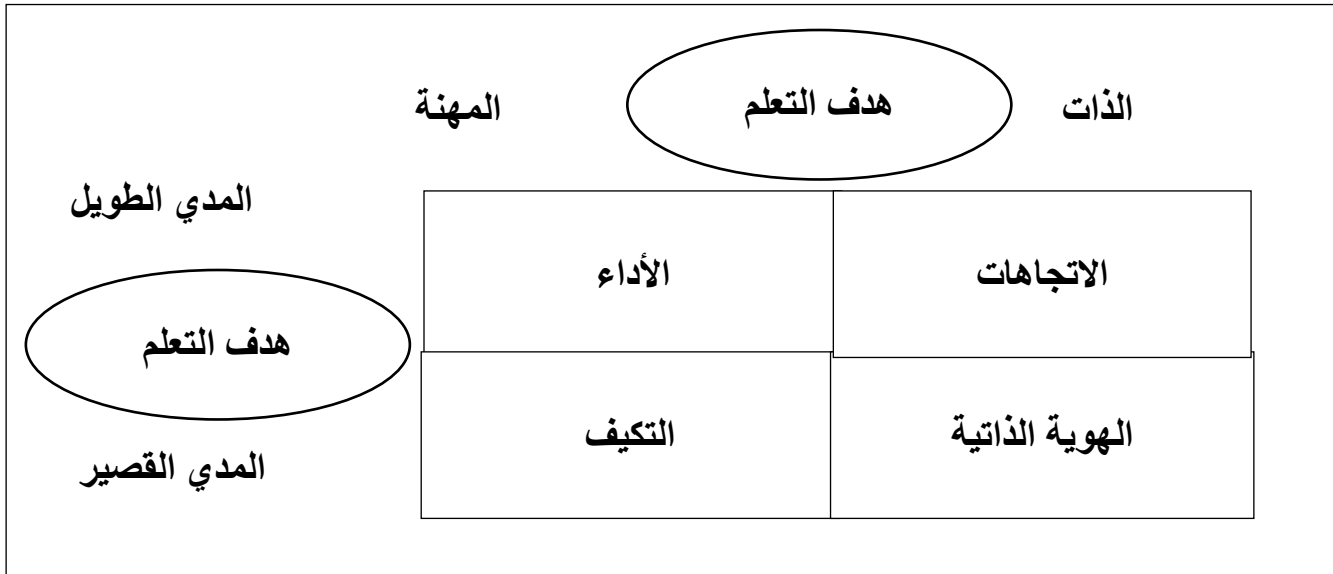 الذات
هدف التعلم
المهنة
المدي الطويل
الاتجاهات
الأداء
هدف التعلم
الهوية الذاتية
التكيف
المدي القصير